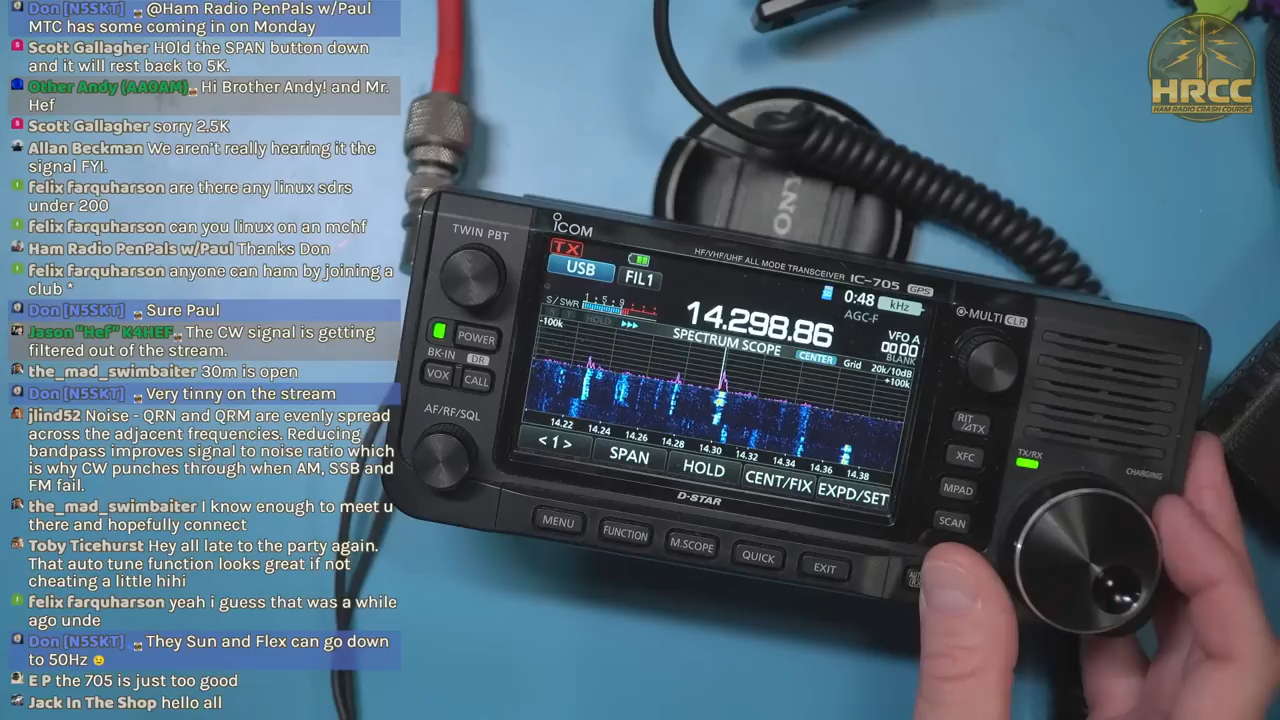 Don [N5SKT] @Ham Radio PenPals w/Paul
MTC has some coming in on Monday
Scott Gallagher HOld the SPAN button down
and it will rest back to 5K.
Other Andy (AA0AM) Hi Brother Andy! and Mr.
Hef
Scott Gallagher sorry 2.5K
Allan Beckman We aren't really hearing it the
signal FYI.
felix farquharson are there any linux sdrs
under 200
felix farquharson can you linux on an mchf
Ham Radio PenPals w/Paul Thanks Don
felix farquharson anyone can ham by joining a
club *
Don [N5SKT] Sure Paul
Jason "Hef" K4HEF The CW signal is getting
filtered out of the stream.
the_mad_swimbaiter 30m is open
Don [N5SKT] Very tinny on the stream
jlind52 Noise - QRN and QRM are evenly spread
across the adjacent frequencies. Reducing
bandpass improves signal to noise ratio which
is why CW punches through when AM, SSB and
FM fail.
the_mad_swimbaiter I know enough to meet u
there and hopefully connect
Toby Ticehurst Hey all late to the party again.
That auto tune function looks great if not
cheating a little hihi
felix farquharson yeah i guess that was a while
ago unde
Don [N5SKT] They Sun and Flex can go down
to 50Hz
E P the 705 is just too good
Jack In The Shop hello all
HRCC
HAM RADIO CRASH COURSE
SONY
TWIN PBT
ICOM
HF/VHF/UHF ALL MODE TRANSCEIVER IC-705 GPS
TX
USB
FIL1
0:48
kHz
AGC-F
S/SWR 1 5 9
HOLD
14.298.86
VFO A
0000
BLANK
SPECTRUM SCOPE
CENTER
Grid 20k/10dB
-100k
+100k
14.22 14.24 14.26 14.28 14.30 14.32 14.34 14.36 14.38
<1>
SPAN
HOLD
CENT/FIX
EXPD/SET
POWER
BK-IN
DR
VOX
CALL
AF/RF/SQL
D-STAR
MENU
FUNCTION
M.SCOPE
QUICK
EXIT
MULTI CLR
RIT
XFC
TX/RX
MPAD
SCAN
CHARGING